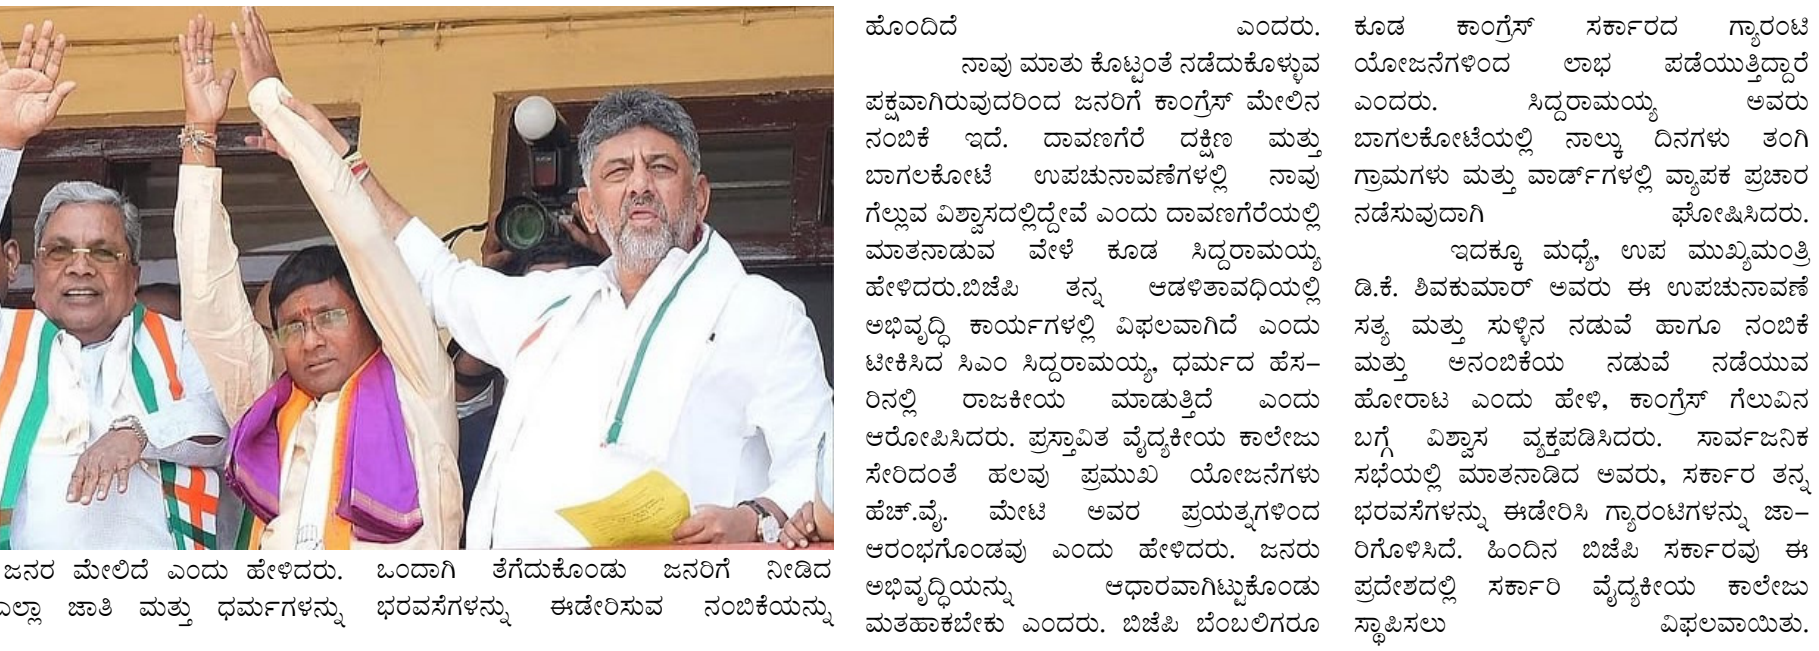 ಜನರ ಮೇಲಿದೆ ಎಂದು ಹೇಳಿದರು.
ಎಲ್ಲಾ ಜಾತಿ ಮತ್ತು ಧರ್ಮಗಳನ್ನು
ಒಂದಾಗಿ ತೆಗೆದುಕೊಂಡು ಜನರಿಗೆ ನೀಡಿದ
ಭರವಸೆಗಳನ್ನು ಈಡೇರಿಸುವ ನಂಬಿಕೆಯನ್ನು
ಹೊಂದಿದೆ ಎಂದರು.
ನಾವು ಮಾತು ಕೊಟ್ಟಂತೆ ನಡೆದುಕೊಳ್ಳುವ
ಪಕ್ಷವಾಗಿರುವುದರಿಂದ ಜನರಿಗೆ ಕಾಂಗ್ರೆಸ್ ಮೇಲಿನ
ನಂಬಿಕೆ ಇದೆ. ದಾವಣಗೆರೆ ದಕ್ಷಿಣ ಮತ್ತು
ಬಾಗಲಕೋಟೆ ಉಪಚುನಾವಣೆಗಳಲ್ಲಿ ನಾವು
ಗೆಲ್ಲುವ ವಿಶ್ವಾಸದಲ್ಲಿದ್ದೇವೆ ಎಂದು ದಾವಣಗೆರೆಯಲ್ಲಿ
ಮಾತನಾಡುವ ವೇಳೆ ಕೂಡ ಸಿದ್ದರಾಮಯ್ಯ
ಹೇಳಿದರು.ಬಿಜೆಪಿ ತನ್ನ ಆಡಳಿತಾವಧಿಯಲ್ಲಿ
ಅಭಿವೃದ್ಧಿ ಕಾರ್ಯಗಳಲ್ಲಿ ವಿಫಲವಾಗಿದೆ ಎಂದು
ಟೀಕಿಸಿದ ಸಿಎಂ ಸಿದ್ದರಾಮಯ್ಯ, ಧರ್ಮದ ಹೆಸ-
ರಿನಲ್ಲಿ ರಾಜಕೀಯ ಮಾಡುತ್ತಿದೆ ಎಂದು
ಆರೋಪಿಸಿದರು. ಪ್ರಸ್ತಾವಿತ ವೈದ್ಯಕೀಯ ಕಾಲೇಜು
ಸೇರಿದಂತೆ ಹಲವು ಪ್ರಮುಖ ಯೋಜನೆಗಳು
ಹೆಚ್.ವೈ. ಮೇಟಿ ಅವರ ಪ್ರಯತ್ನಗಳಿಂದ
ಆರಂಭಗೊಂಡವು ಎಂದು ಹೇಳಿದರು. ಜನರು
ಅಭಿವೃದ್ಧಿಯನ್ನು ಆಧಾರವಾಗಿಟ್ಟುಕೊಂಡು
ಮತಹಾಕಬೇಕು ಎಂದರು. ಬಿಜೆಪಿ ಬೆಂಬಲಿಗರೂ
ಕೂಡ ಕಾಂಗ್ರೆಸ್ ಸರ್ಕಾರದ ಗ್ಯಾರಂಟಿ
ಯೋಜನೆಗಳಿಂದ ಲಾಭ ಪಡೆಯುತ್ತಿದ್ದಾರೆ
ಎಂದರು. ಸಿದ್ದರಾಮಯ್ಯ ಅವರು
ಬಾಗಲಕೋಟೆಯಲ್ಲಿ ನಾಲ್ಕು ದಿನಗಳು ತಂಗಿ
ಗ್ರಾಮಗಳು ಮತ್ತು ವಾರ್ಡ್‌ಗಳಲ್ಲಿ ವ್ಯಾಪಕ ಪ್ರಚಾರ
ನಡೆಸುವುದಾಗಿ ಘೋಷಿಸಿದರು.
ಇದಕ್ಕೂ ಮಧ್ಯೆ, ಉಪ ಮುಖ್ಯಮಂತ್ರಿ
ಡಿ.ಕೆ. ಶಿವಕುಮಾರ್ ಅವರು ಈ ಉಪಚುನಾವಣೆ
ಸತ್ಯ ಮತ್ತು ಸುಳ್ಳಿನ ನಡುವೆ ಹಾಗೂ ನಂಬಿಕೆ
ಮತ್ತು ಅನಂಬಿಕೆಯ ನಡುವೆ ನಡೆಯುವ
ಹೋರಾಟ ಎಂದು ಹೇಳಿ, ಕಾಂಗ್ರೆಸ್ ಗೆಲುವಿನ
ಬಗ್ಗೆ ವಿಶ್ವಾಸ ವ್ಯಕ್ತಪಡಿಸಿದರು. ಸಾರ್ವಜನಿಕ
ಸಭೆಯಲ್ಲಿ ಮಾತನಾಡಿದ ಅವರು, ಸರ್ಕಾರ ತನ್ನ
ಭರವಸೆಗಳನ್ನು ಈಡೇರಿಸಿ ಗ್ಯಾರಂಟಿಗಳನ್ನು ಜಾ-
ರಿಗೊಳಿಸಿದೆ. ಹಿಂದಿನ ಬಿಜೆಪಿ ಸರ್ಕಾರವು ಈ
ಪ್ರದೇಶದಲ್ಲಿ ಸರ್ಕಾರಿ ವೈದ್ಯಕೀಯ ಕಾಲೇಜು
ಸ್ಥಾಪಿಸಲು ವಿಫಲವಾಯಿತು.